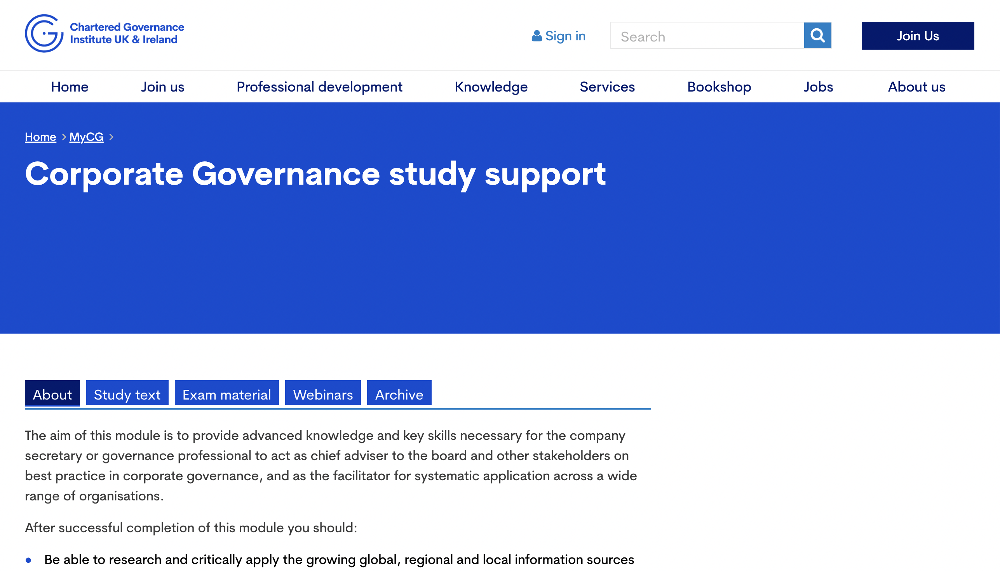 Chartered Governance
Institute UK & Ireland
Sign in
Search
Join Us
Home
Join us
Professional development
Knowledge
Services
Bookshop
Jobs
About us
Home > MyCG >
Corporate Governance study support
About
Study text
Exam material
Webinars
Archive
The aim of this module is to provide advanced knowledge and key skills necessary for the company
secretary or governance professional to act as chief adviser to the board and other stakeholders on
best practice in corporate governance, and as the facilitator for systematic application across a wide
range of organisations.
After successful completion of this module you should:
• Be able to research and critically apply the growing global, regional and local information sources